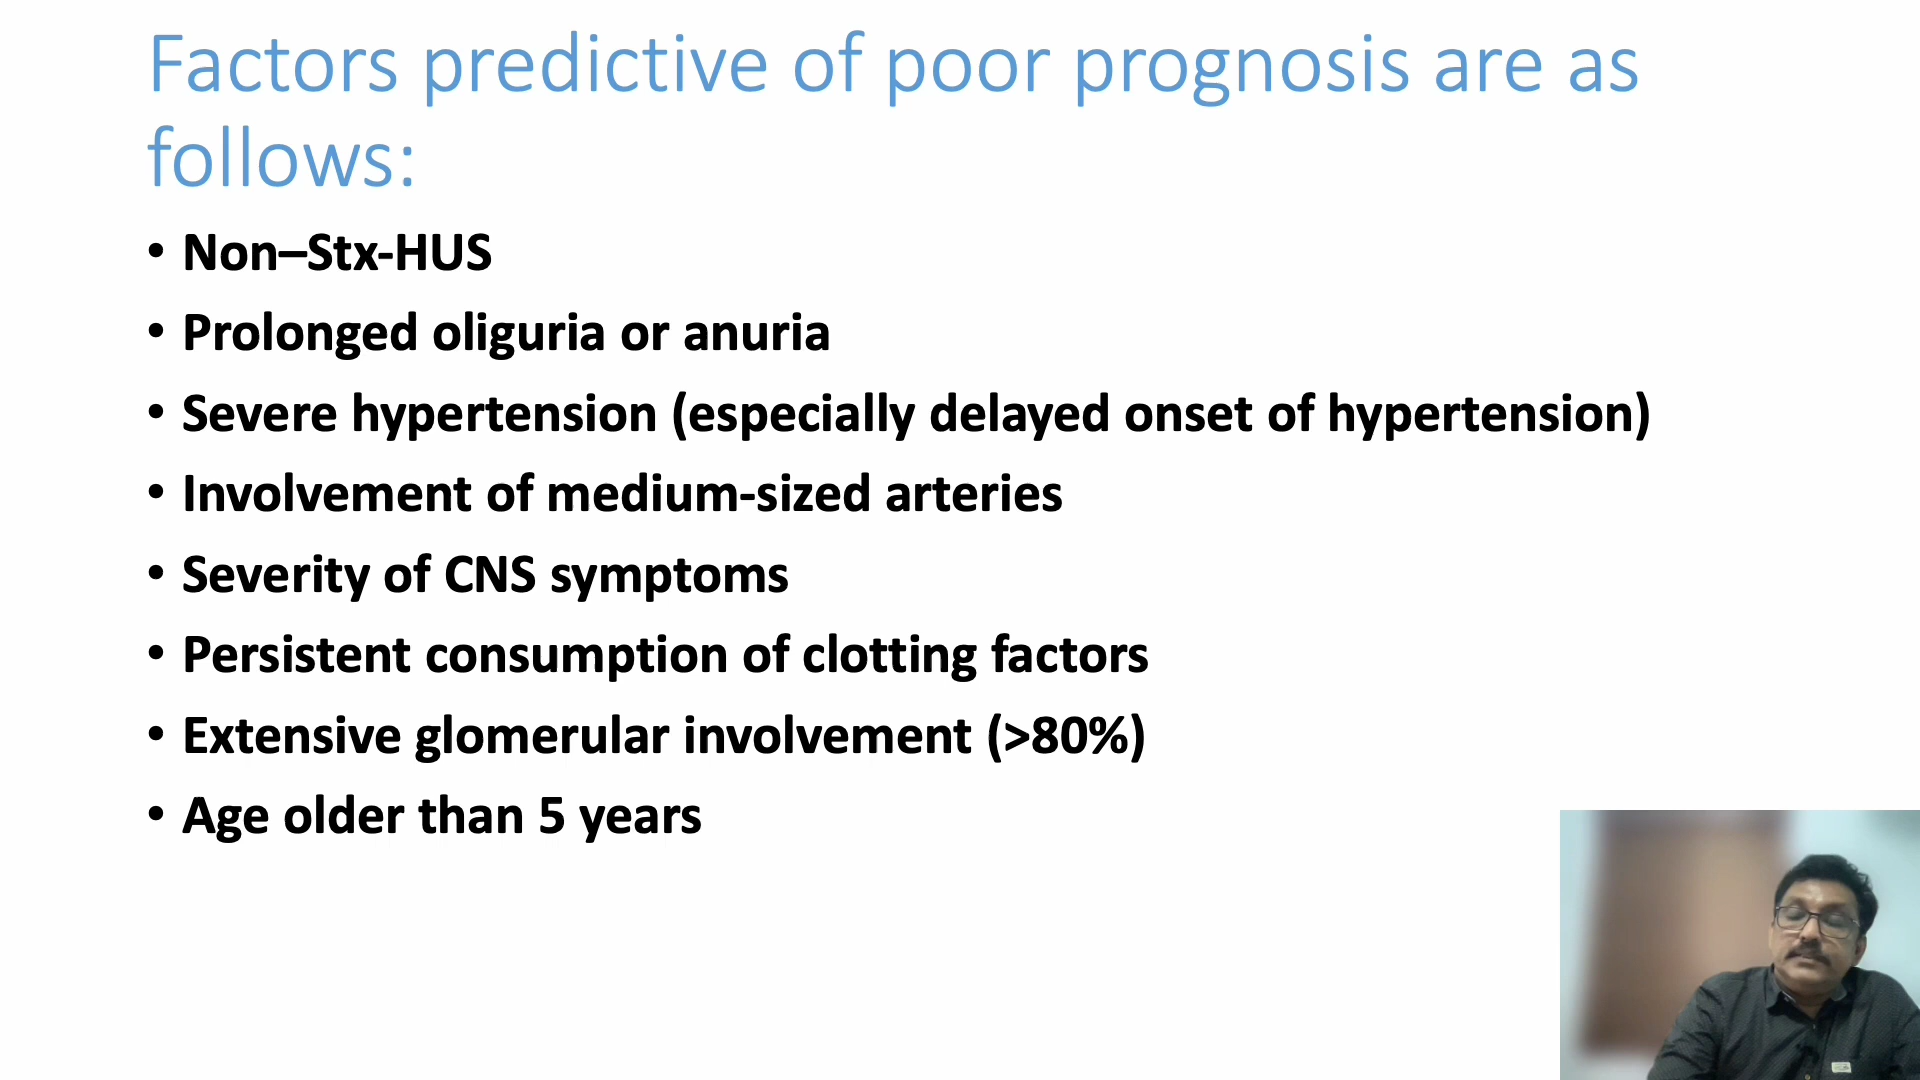 Factors predictive of poor prognosis are as
follows:
• Non–Stx-HUS
• Prolonged oliguria or anuria
• Severe hypertension (especially delayed onset of hypertension)
• Involvement of medium-sized arteries
• Severity of CNS symptoms
• Persistent consumption of clotting factors
• Extensive glomerular involvement (>80%)
• Age older than 5 years